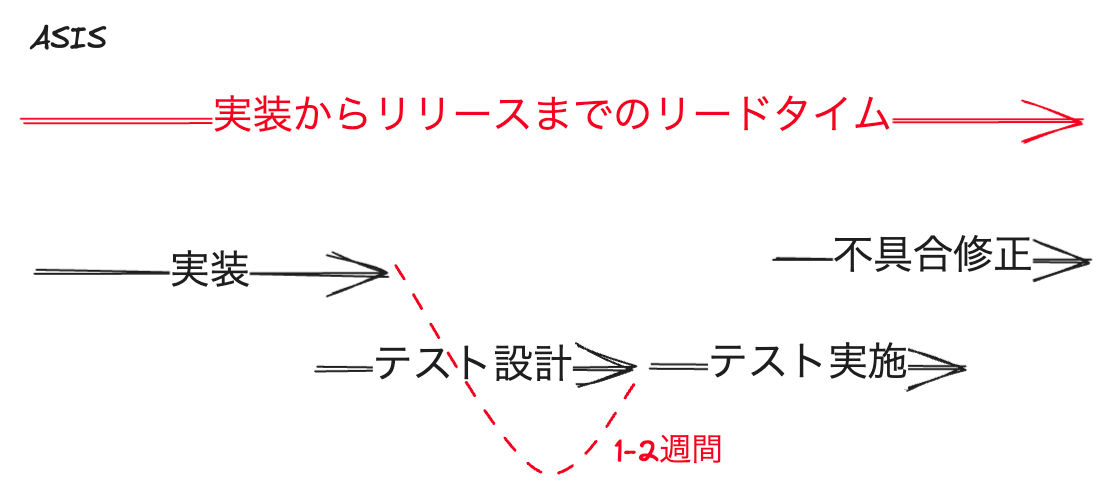 ASIS
実装からリリースまでのリードタイム
実装
不具合修正
テスト設計
テスト実施
1-2週間